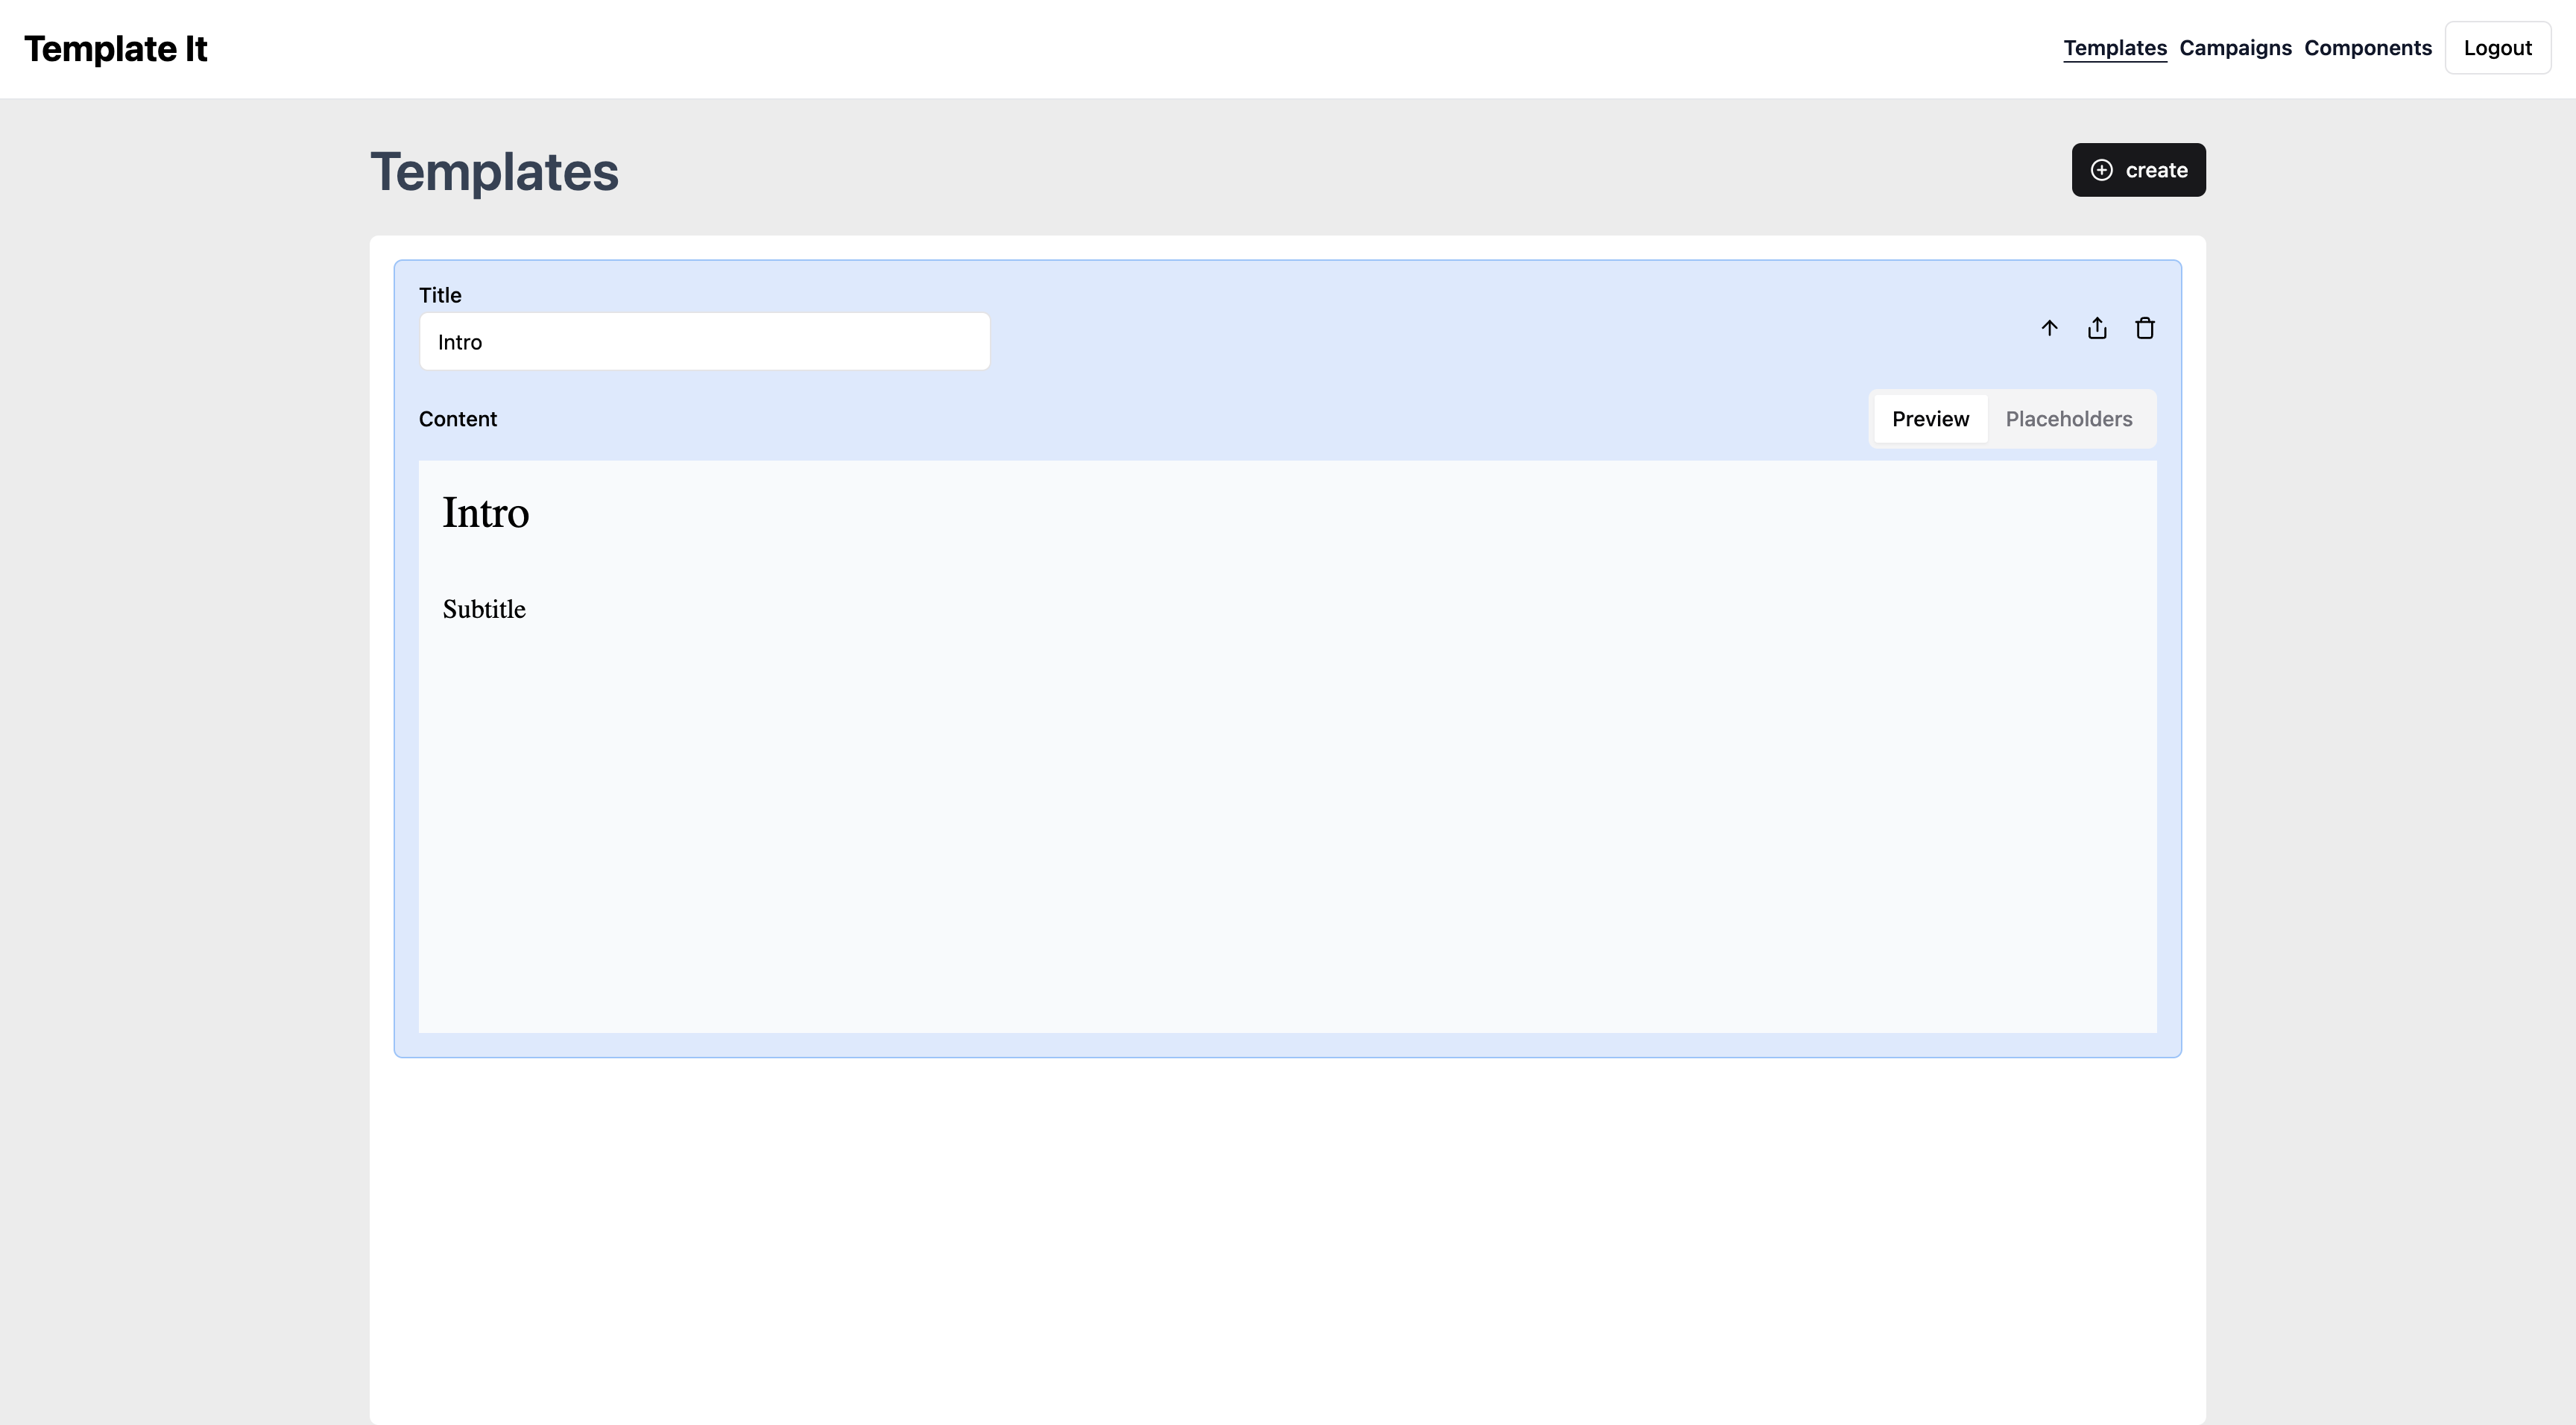 Template It
Templates Campaigns Components Logout
Templates
create
Title
Intro
Content
Preview Placeholders
Intro
Subtitle